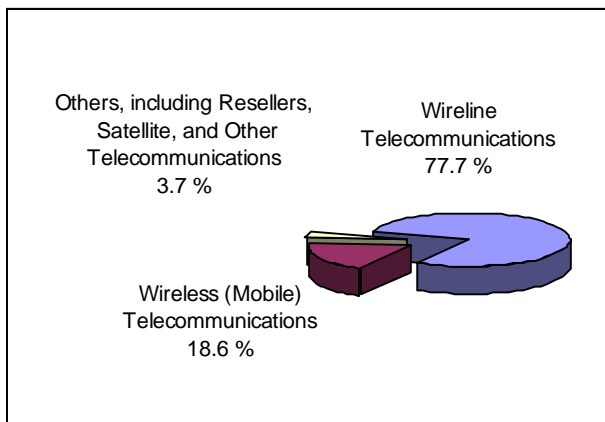 Others, including Resellers,
Satellite, and Other
Telecommunications
3.7 %
Wireline
Telecommunications
77.7 %
Wireless (Mobile)
Telecommunications
18.6 %